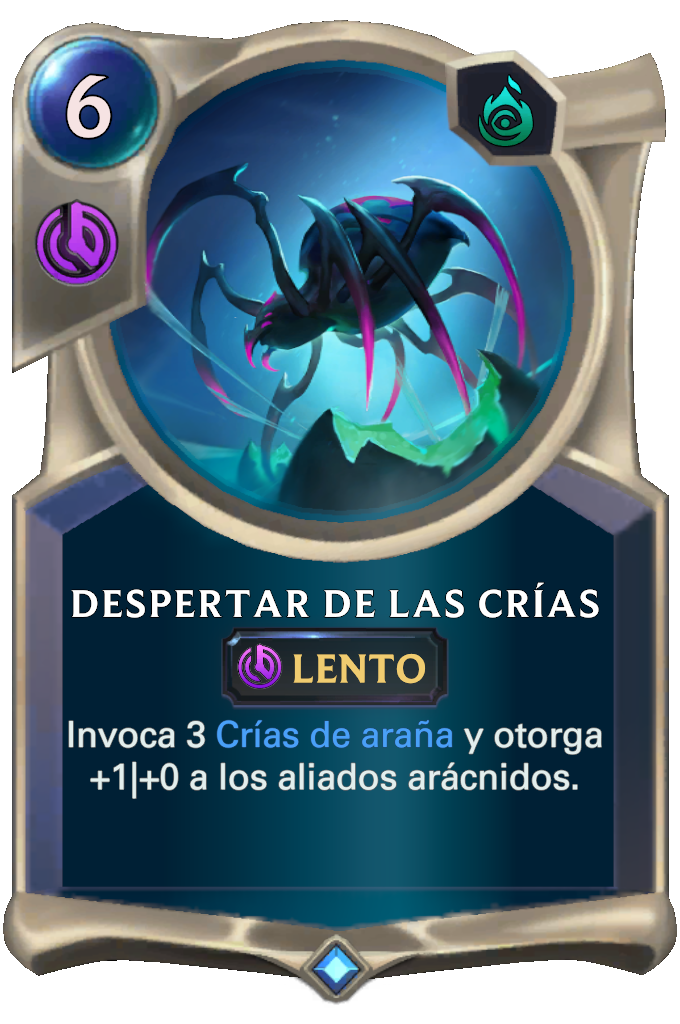 6
DESPERTAR DE LAS CRÍAS
LENTO
Invoca 3 Crías de araña y otorga
+1|+0 a los aliados arácnidos.